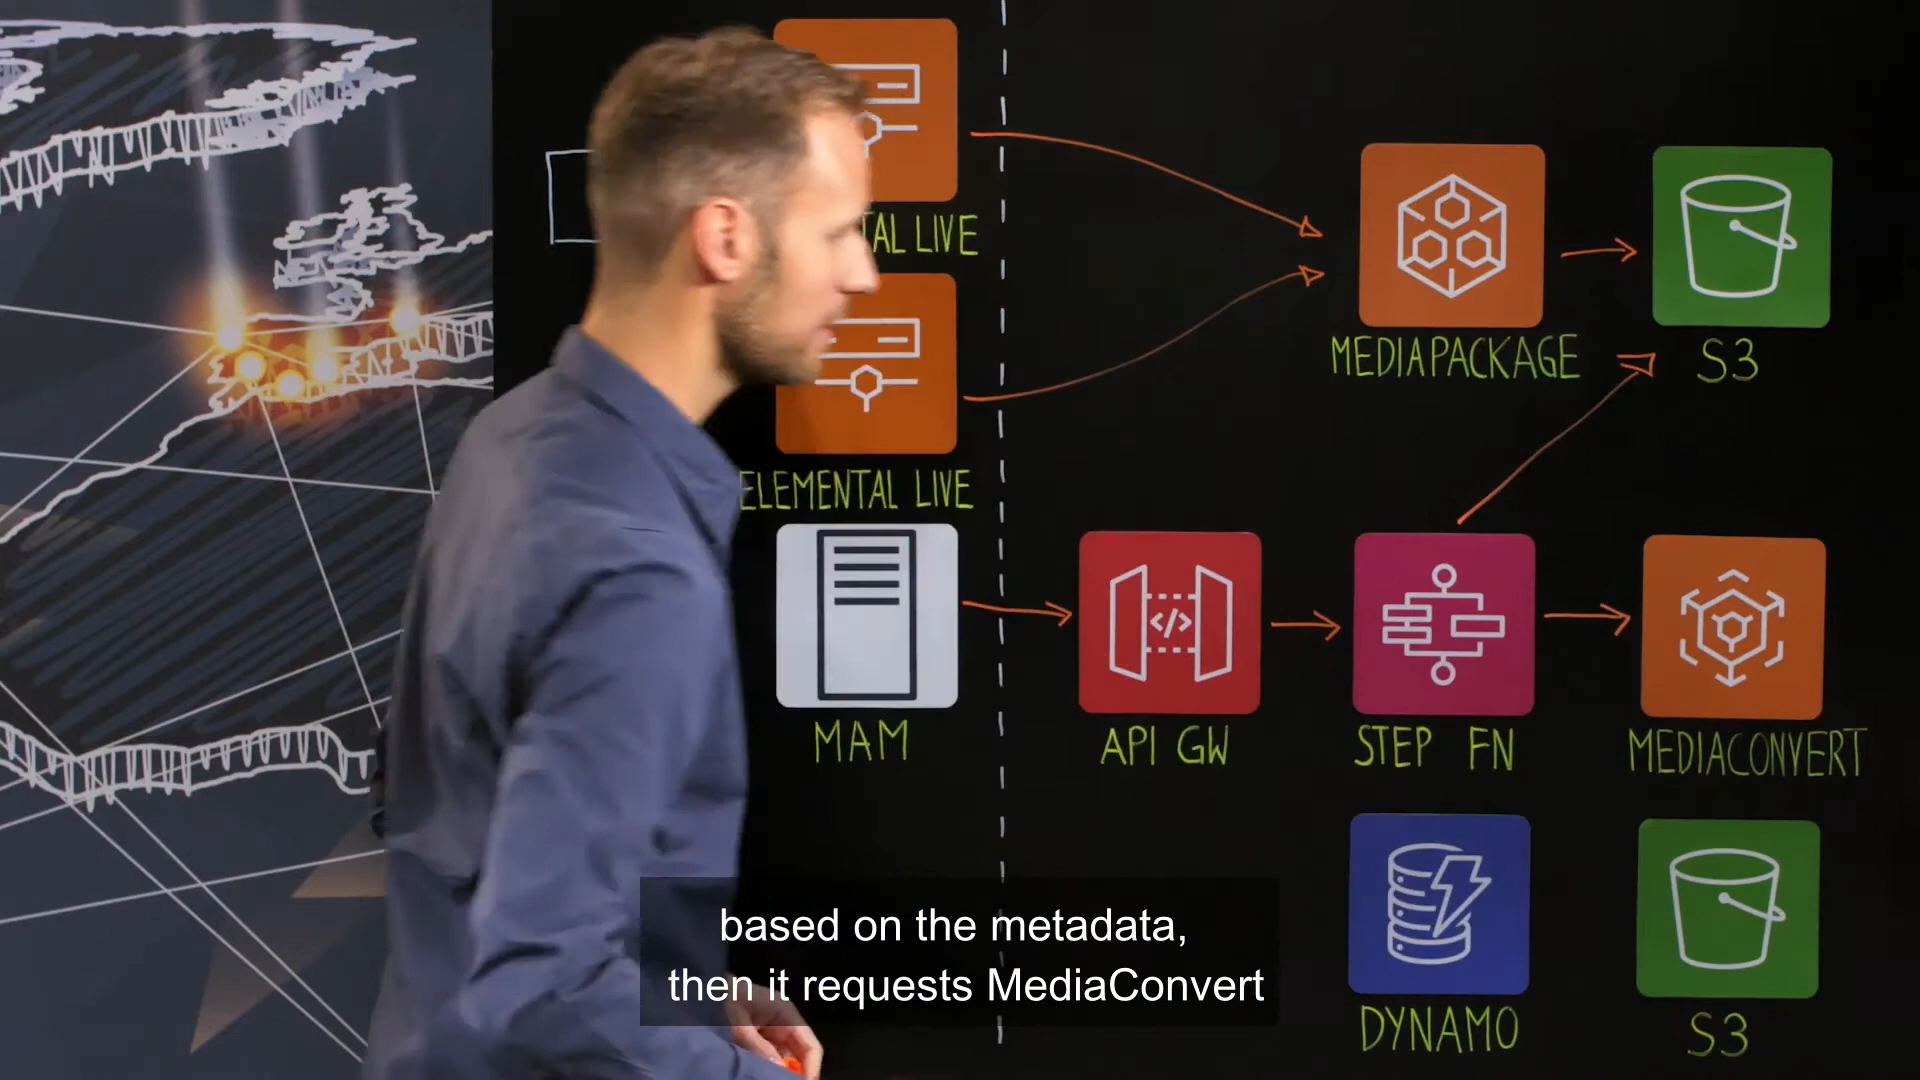 TAL LIVE
MEDIAPACKAGE
S3
ELEMENTAL LIVE
</>
MAM
API GW
STEP FN
MEDIACONVERT
DYNAMO
S3
based on the metadata,
then it requests MediaConvert